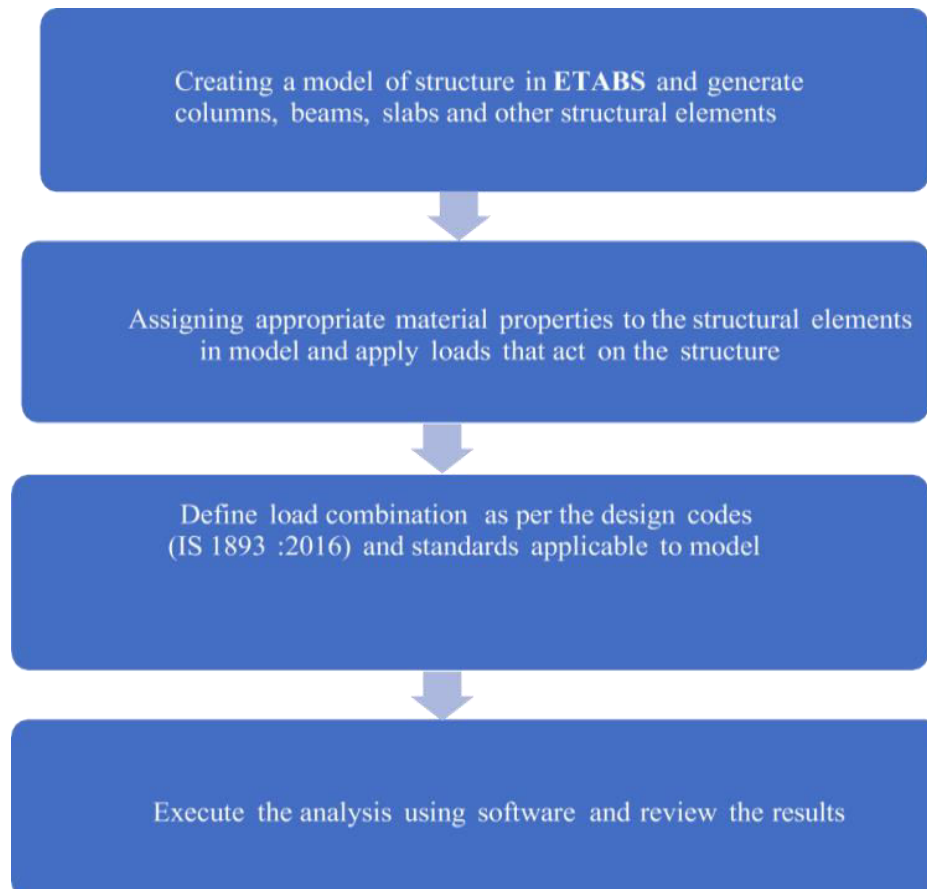 Creating a model of structure in ETABS and generate
columns, beams, slabs and other structural elements
Assigning appropriate material properties to the structural elements
in model and apply loads that act on the structure
Define load combination as per the design codes
(IS 1893 :2016) and standards applicable to model
Execute the analysis using software and review the results